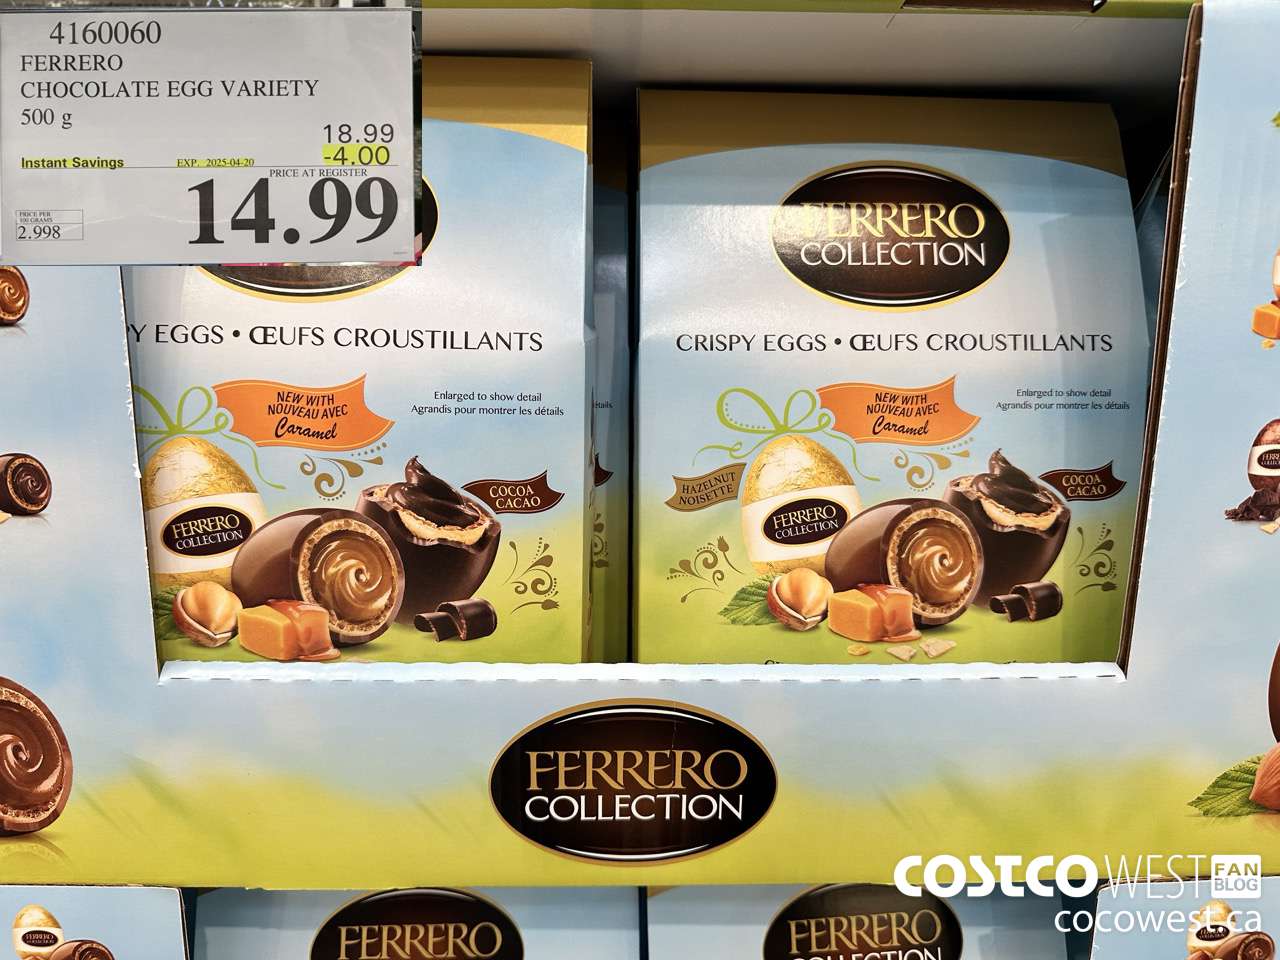 4160060
FERRERO
CHOCOLATE EGG VARIETY
500 g
18.99
Instant Savings EXP. 2025-04-20 -4.00
PRICE AT REGISTER
PRICE PER
100 GRAMS
2.998
14.99
Y EGGS • ŒUFS CROUSTILLANTS
NEW WITH
NOUVEAU AVEC
Caramel
Enlarged to show detail
Agrandis pour montrer les détails
COCOA
CACAO
FERRERO
COLLECTION
FERRERO
COLLECTION
CRISPY EGGS • ŒUFS CROUSTILLANTS
NEW WITH
NOUVEAU AVEC
Caramel
Enlarged to show detail
Agrandis pour montrer les détails
HAZELNUT
NOISETTE
COCOA
CACAO
FERRERO
COLLECTION
FERRERO
COLLECTION
FERRERO
FERRERO
COLLECTION
COSTCO WEST FAN BLOG
cocowest.ca